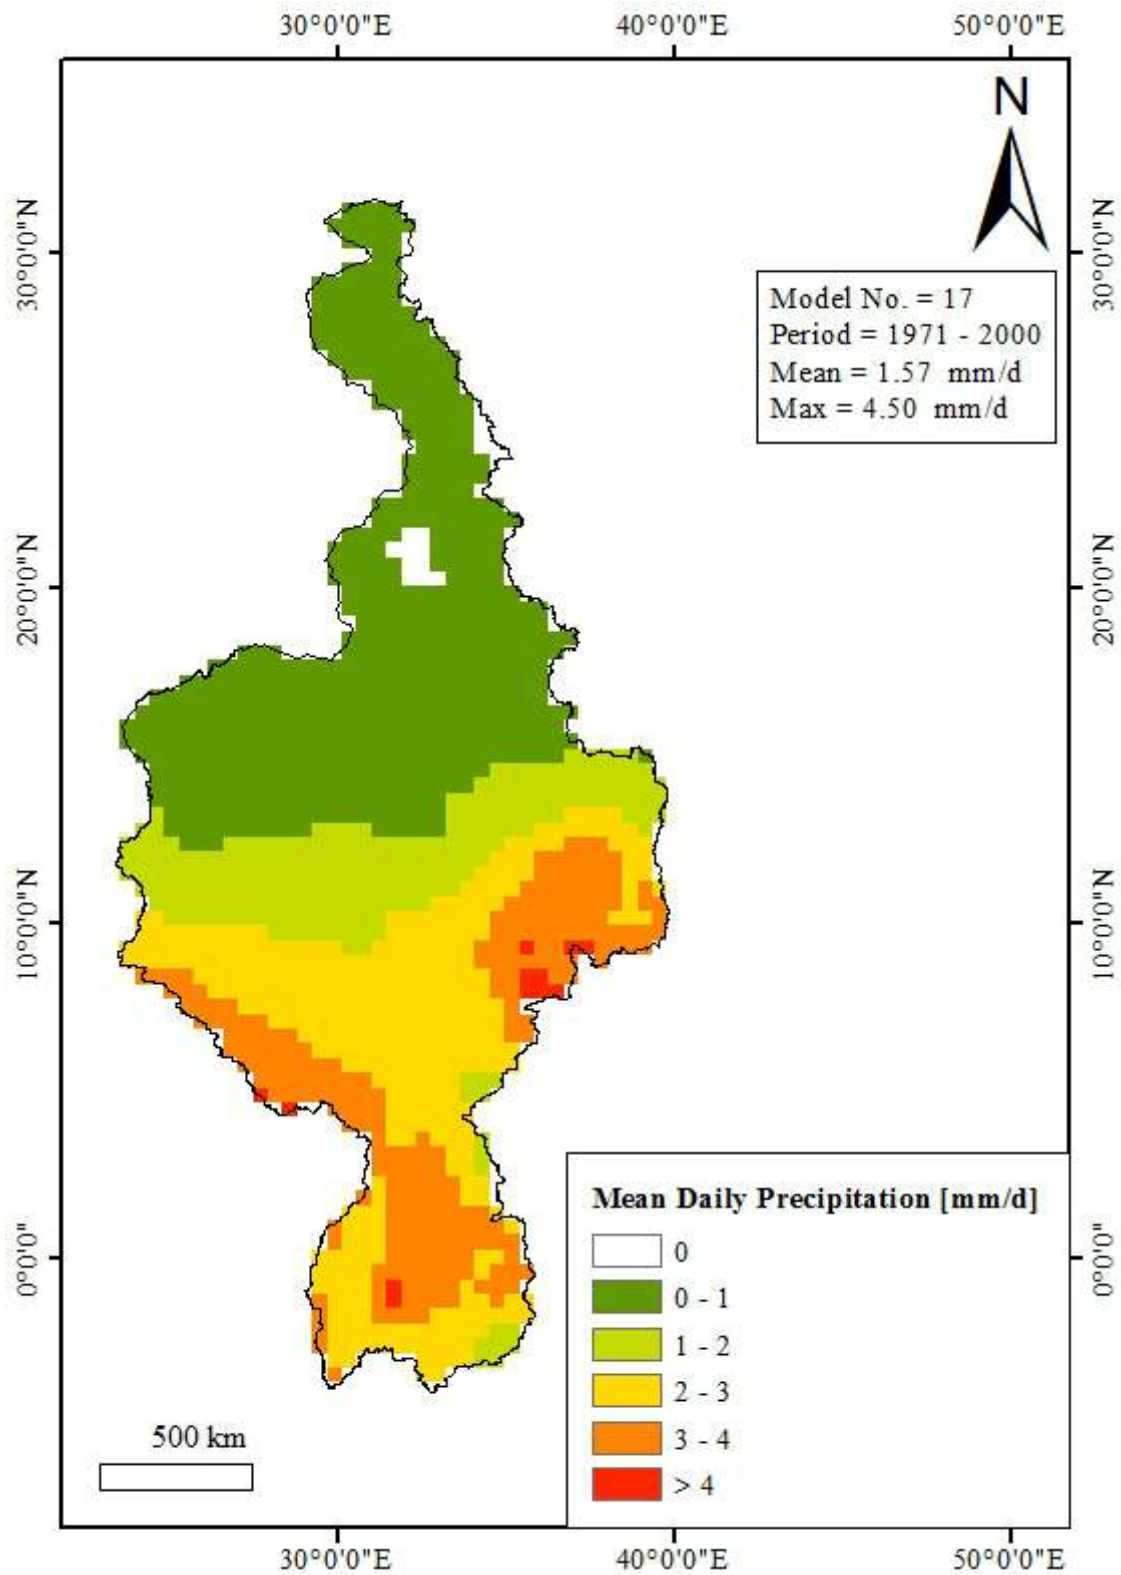 30°0'0"E 40°0'0"E 50°0'0"E
N
30°0'0"N
30°0'0"N
Model No. = 17
Period = 1971 - 2000
Mean = 1.57 mm/d
Max = 4.50 mm/d
20°0'0"N
20°0'0"N
10°0'0"N
10°0'0"N
0°0'0"
0°0'0"
Mean Daily Precipitation [mm/d]
0
0 - 1
1 - 2
2 - 3
3 - 4
> 4
500 km
30°0'0"E 40°0'0"E 50°0'0"E